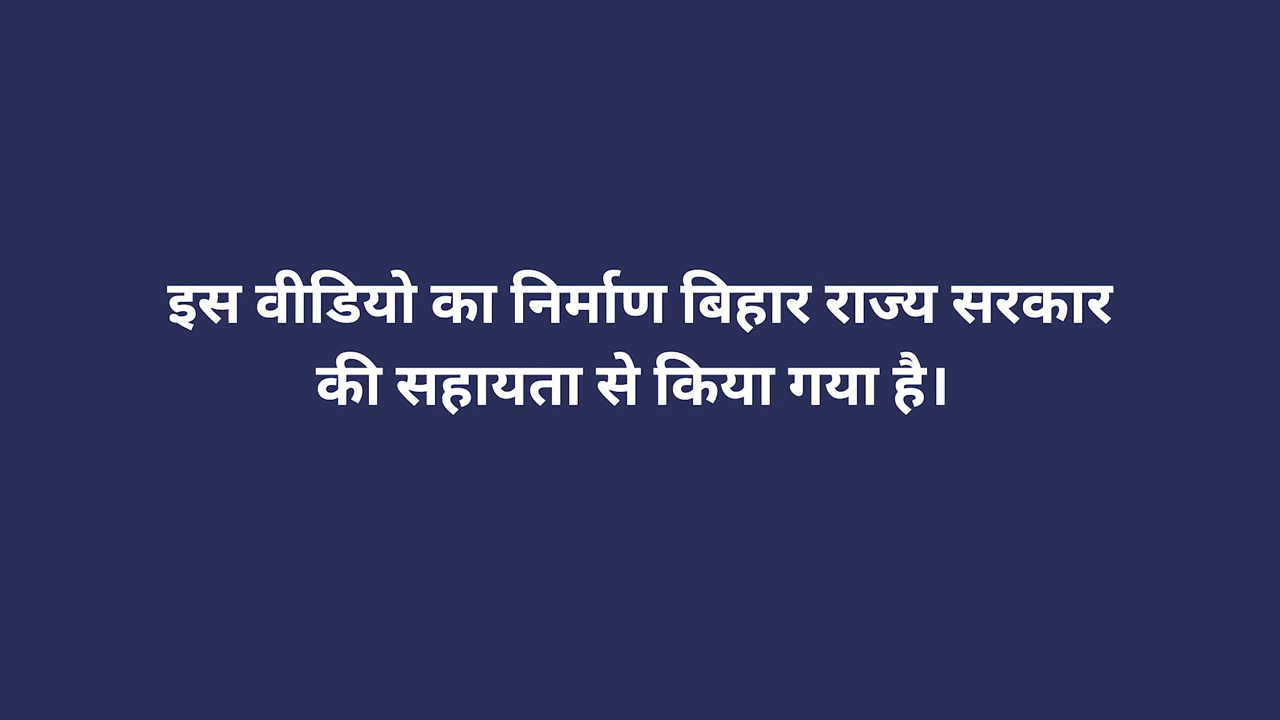 इस वीडियो का निर्माण बिहार राज्य सरकार
की सहायता से किया गया है।